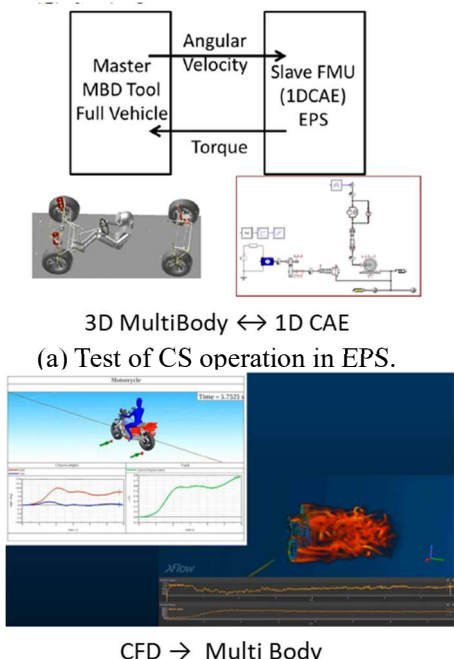 Angular
Velocity
Master
MBD Tool
Full Vehicle
Slave FMU
(1DCAE)
EPS
Torque
3D MultiBody ↔ 1D CAE
(a) Test of CS operation in EPS.
Motorcycle
Time = 5.7525 s
XFlow
CFD → Multi Body